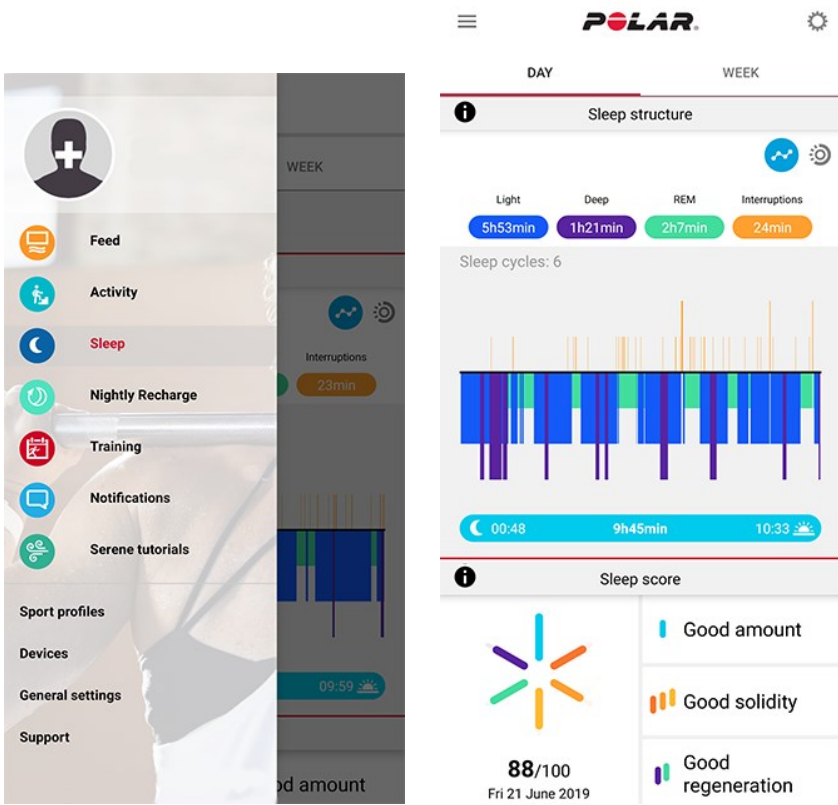 WEEK
Feed
Activity
Sleep
Interruptions
Nightly Recharge
23min
Training
Notifications
Serene tutorials
Sport profiles
Devices
General settings
09:59
Support
od amount
POLAR
DAY
WEEK
Sleep structure
Light
Deep
REM
Interruptions
5h53min
1h21min
2h7min
24min
Sleep cycles: 6
00:48
9h45min
10:33
Sleep score
Good amount
Good solidity
Good
regeneration
88/100
Fri 21 June 2019